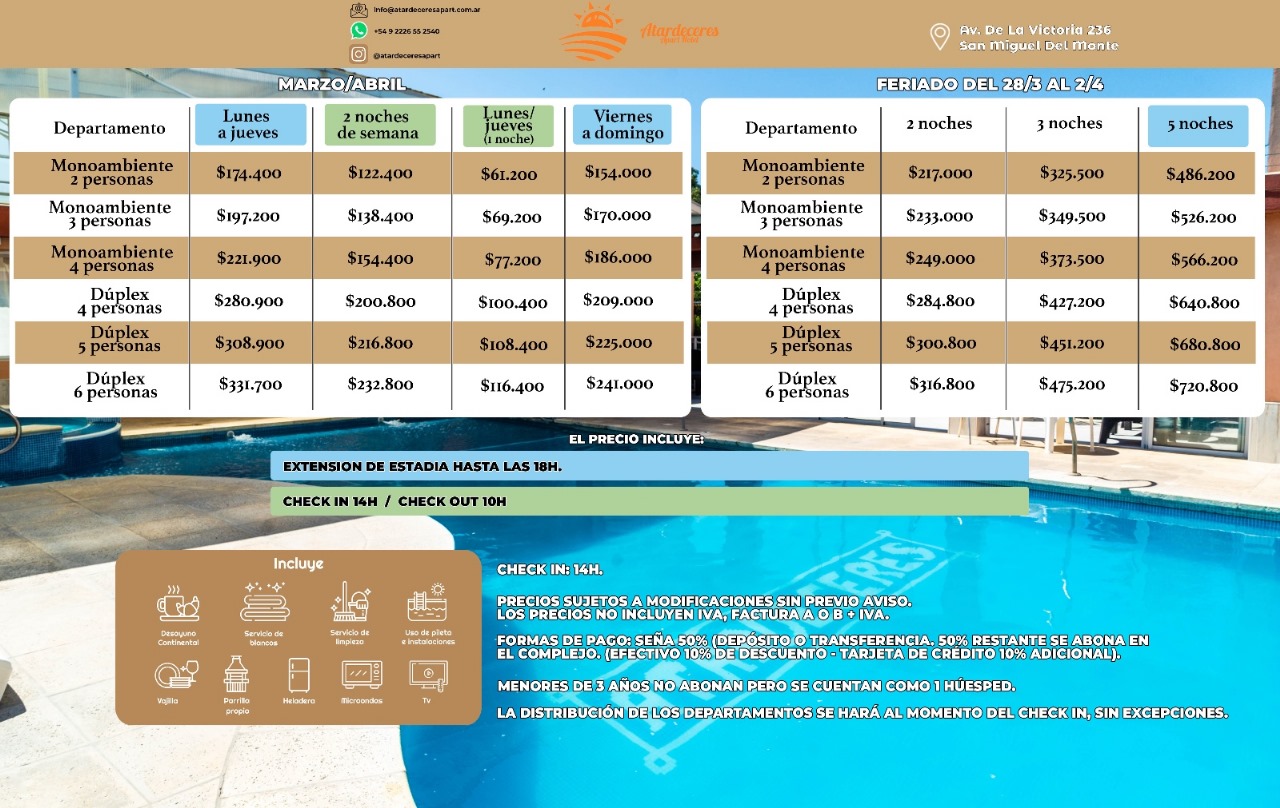 info@atardeceresapart.com.ar
+54 9 2226 55 2540
@atardeceresapart
Atardeceres
Apart Hotel
Av. De La Victoria 236
San Miguel Del Monte
MARZO/ABRIL
Departamento
Lunes
a jueves
2 noches
de semana
Lunes/
jueves
(1 noche)
Viernes
a domingo
Monoambiente
2 personas
$174.400 $122.400 $61.200 $154.000
Monoambiente
3 personas
$197.200 $138.400 $69.200 $170.000
Monoambiente
4 personas
$221.900 $154.400 $77.200 $186.000
Dúplex
4 personas
$280.900 $200.800 $100.400 $209.000
Dúplex
5 personas
$308.900 $216.800 $108.400 $225.000
Dúplex
6 personas
$331.700 $232.800 $116.400 $241.000
FERIADO DEL 28/3 AL 2/4
Departamento 2 noches 3 noches 5 noches
Monoambiente
2 personas
$217.000 $325.500 $486.200
Monoambiente
3 personas
$233.000 $349.500 $526.200
Monoambiente
4 personas
$249.000 $373.500 $566.200
Dúplex
4 personas
$284.800 $427.200 $640.800
Dúplex
5 personas
$300.800 $451.200 $680.800
Dúplex
6 personas
$316.800 $475.200 $720.800
EL PRECIO INCLUYE:
EXTENSION DE ESTADIA HASTA LAS 18H.
CHECK IN 14H / CHECK OUT 10H
Incluye
Desayuno
Continental
Servicio de
blancos
Servicio de
limpieza
Uso de pileta
e instalaciones
Vajilla
Parrilla
propio
Heladera
Microondas
Tv
CHECK IN: 14H.
PRECIOS SUJETOS A MODIFICACIONES SIN PREVIO AVISO.
LOS PRECIOS NO INCLUYEN IVA, FACTURA A O B + IVA.
FORMAS DE PAGO: SEÑA 50% (DEPÓSITO O TRANSFERENCIA. 50% RESTANTE SE ABONA EN
EL COMPLEJO. (EFECTIVO 10% DE DESCUENTO - TARJETA DE CRÉDITO 10% ADICIONAL).
MENORES DE 3 AÑOS NO ABONAN PERO SE CUENTAN COMO 1 HÚESPED.
LA DISTRIBUCIÓN DE LOS DEPARTAMENTOS SE HARÁ AL MOMENTO DEL CHECK IN, SIN EXCEPCIONES.